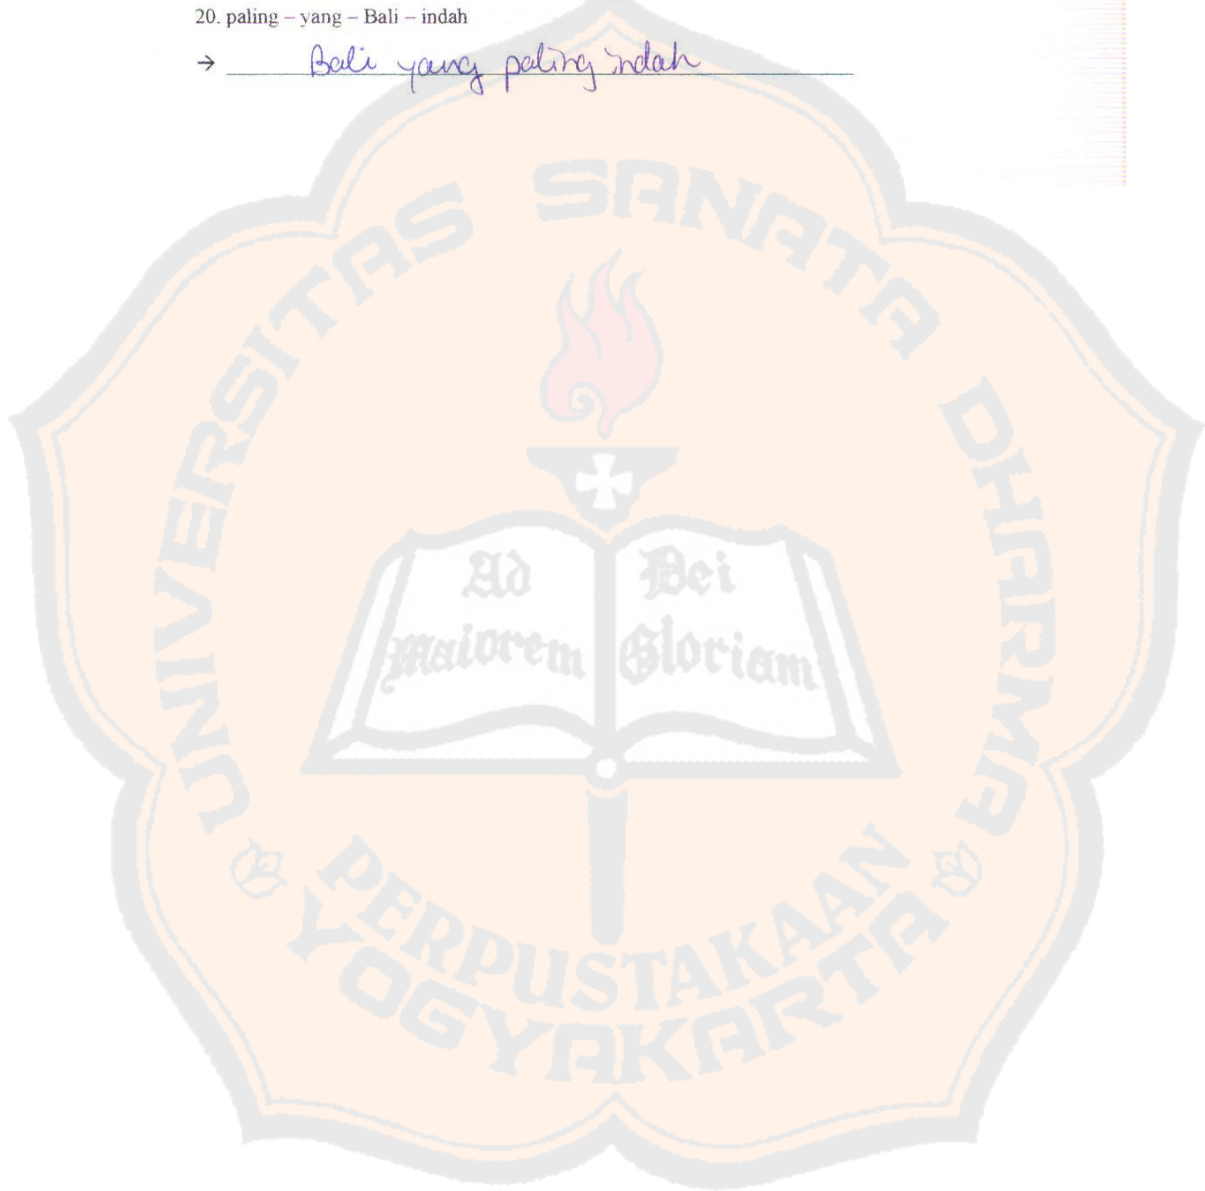 20. paling – yang – Bali – indah
→ Bali yang paling indah
UNIVERSITAS SANATA DHARMA
Ad Dei
maiorem Gloriam
PERPUSTAKAAN
YOGYAKARTA